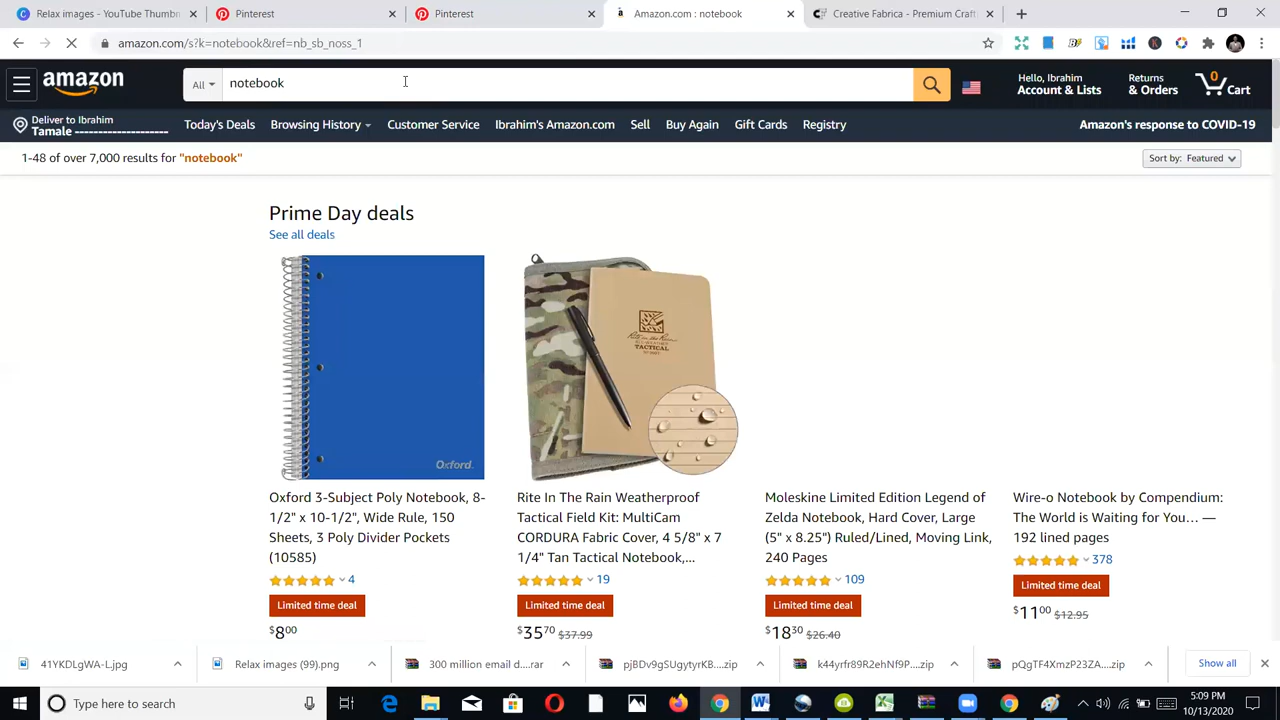 Relax images - YouTube Thumbn
Pinterest
Pinterest
Amazon.com : notebook
Creative Fabrica - Premium Craft
amazon.com/s?k=notebook&ref=nb_sb_noss_1
amazon
All
notebook
Hello, Ibrahim
Account & Lists
Returns
& Orders
0
Cart
Deliver to Ibrahim
Tamale ---------------------
Today's Deals
Browsing History
Customer Service
Ibrahim's Amazon.com
Sell
Buy Again
Gift Cards
Registry
Amazon's response to COVID-19
1-48 of over 7,000 results for "notebook"
Sort by: Featured
Prime Day deals
See all deals
Oxford
Rite in the Rain
TACTICAL
Oxford 3-Subject Poly Notebook, 8-
1/2" x 10-1/2", Wide Rule, 150
Sheets, 3 Poly Divider Pockets
(10585)
4
Limited time deal
$800
Rite In The Rain Weatherproof
Tactical Field Kit: MultiCam
CORDURA Fabric Cover, 4 5/8" x 7
1/4" Tan Tactical Notebook,...
19
Limited time deal
$3570 $37.99
Moleskine Limited Edition Legend of
Zelda Notebook, Hard Cover, Large
(5" x 8.25") Ruled/Lined, Moving Link,
240 Pages
109
Limited time deal
$1830 $26.40
Wire-o Notebook by Compendium:
The World is Waiting for You… —
192 lined pages
378
Limited time deal
$1100 $12.95
41YKDLgWA-L.jpg
Relax images (99).png
300 million email d....rar
pjBDv9gSUgytyrKB....zip
k44yrfr89R2ehNf9P....zip
pQGTF4XmzP23ZA....zip
Show all
Type here to search
5:09 PM
10/13/2020